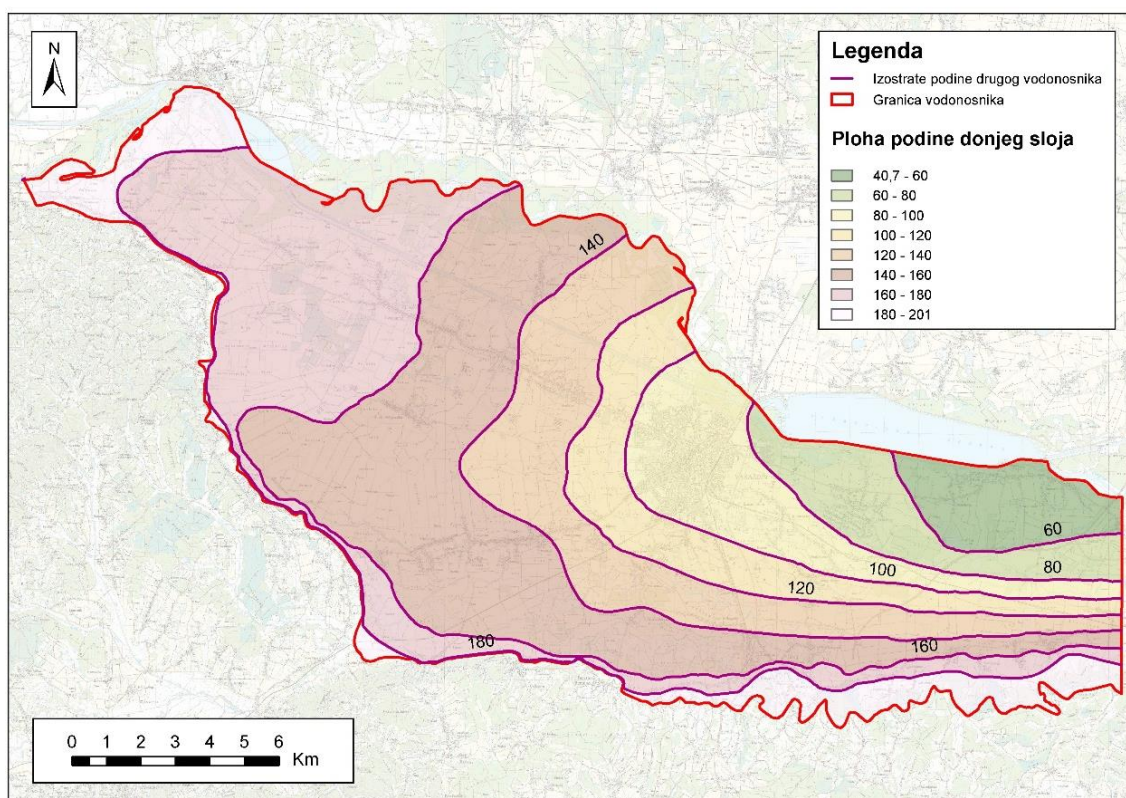 N
Legenda
Izostrate podine drugog vodonosnika
Granica vodonosnika
Ploha podine donjeg sloja
40,7 - 60
60 - 80
80 - 100
100 - 120
120 - 140
140 - 160
160 - 180
180 - 201
140
60
100
80
120
180
160
0 1 2 3 4 5 6
Km